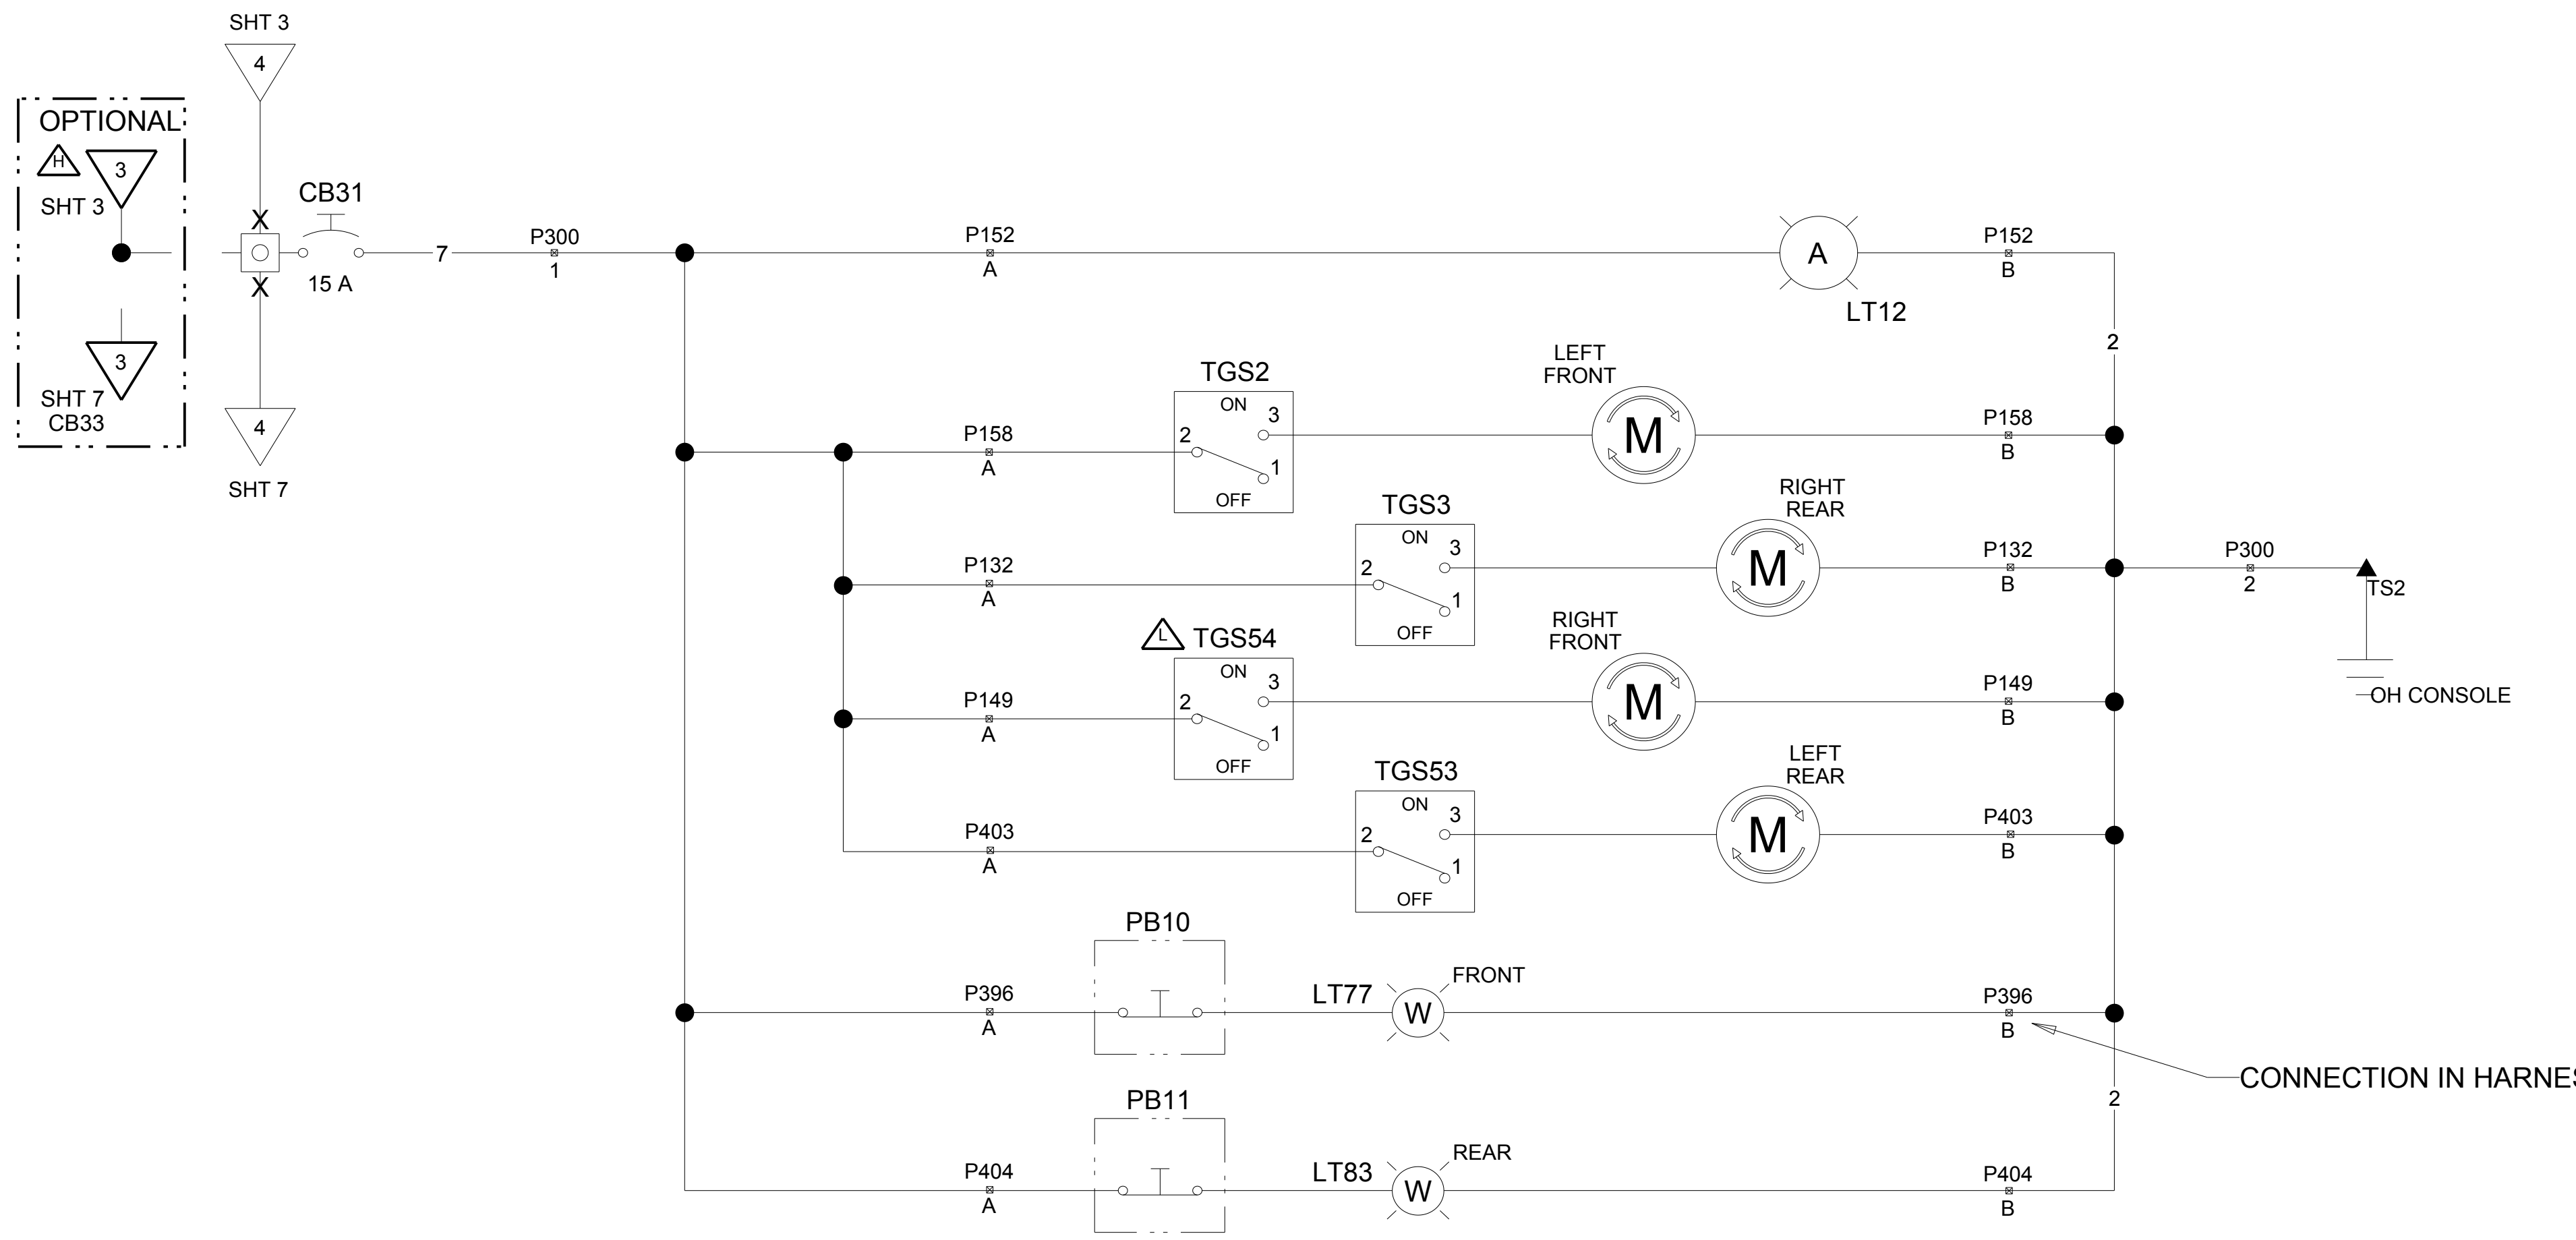 SHT 3
4
OPTIONAL
H
3
SHT 3
X
CB31
15 A
X
7
P300
1
3
SHT 7
CB33
4
SHT 7
P152
A
A
LT12
P152
B
2
P158
A
TGS2
ON
2
3
1
OFF
LEFT
FRONT
M
P158
B
P132
A
TGS3
ON
2
3
1
OFF
RIGHT
REAR
M
P132
B
P300
2
TS2
OH CONSOLE
P149
A
L
TGS54
ON
2
3
1
OFF
RIGHT
FRONT
M
P149
B
P403
A
TGS53
ON
2
3
1
OFF
LEFT
REAR
M
P403
B
P396
A
PB10
LT77
W
FRONT
P396
B
CONNECTION IN HARNES
2
P404
A
PB11
LT83
W
REAR
P404
B